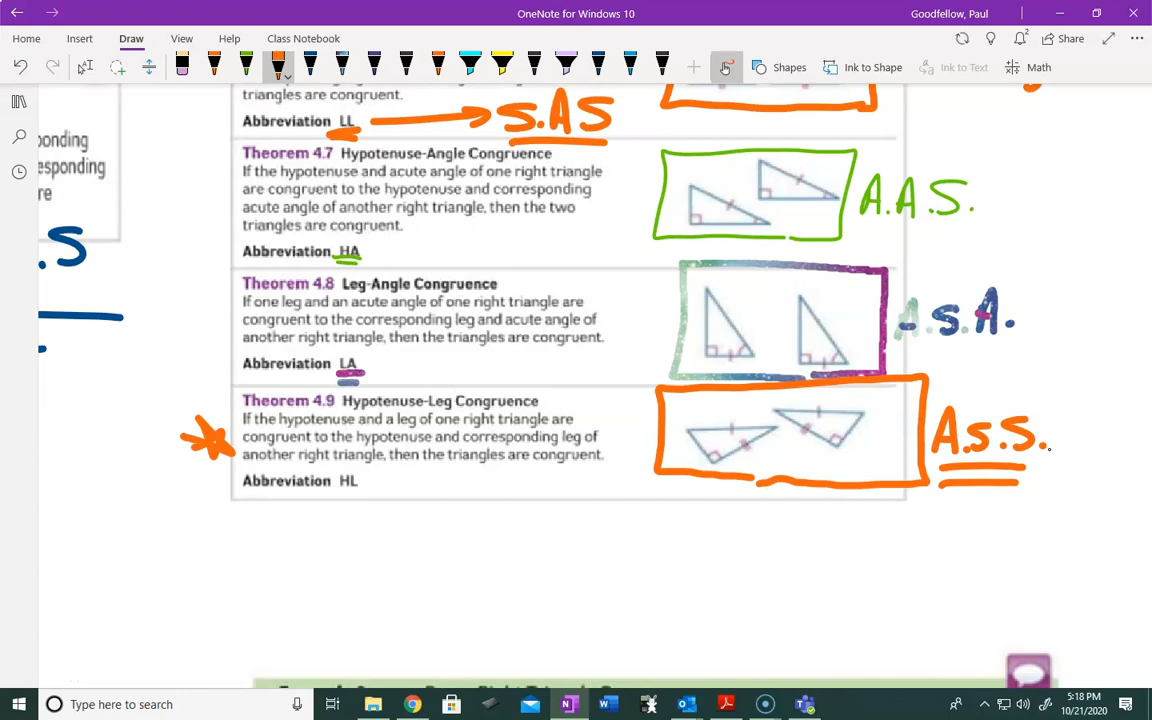 OneNote for Windows 10
Goodfellow, Paul
Home Insert Draw View Help Class Notebook
Share
Shapes Ink to Shape Ink to Text Math
triangles are congruent.
Abbreviation LL
S.A S
Theorem 4.7 Hypotenuse-Angle Congruence
If the hypotenuse and acute angle of one right triangle
are congruent to the hypotenuse and corresponding
acute angle of another right triangle, then the two
triangles are congruent.
Abbreviation HA
A.A.S.
ponding
esponding
re
.S
Theorem 4.8 Leg-Angle Congruence
If one leg and an acute angle of one right triangle are
congruent to the corresponding leg and acute angle of
another right triangle, then the triangles are congruent.
Abbreviation LA
A.S.A.
Theorem 4.9 Hypotenuse-Leg Congruence
If the hypotenuse and a leg of one right triangle are
congruent to the hypotenuse and corresponding leg of
another right triangle, then the triangles are congruent.
Abbreviation HL
A.S.S.
Type here to search
5:18 PM
10/21/2020